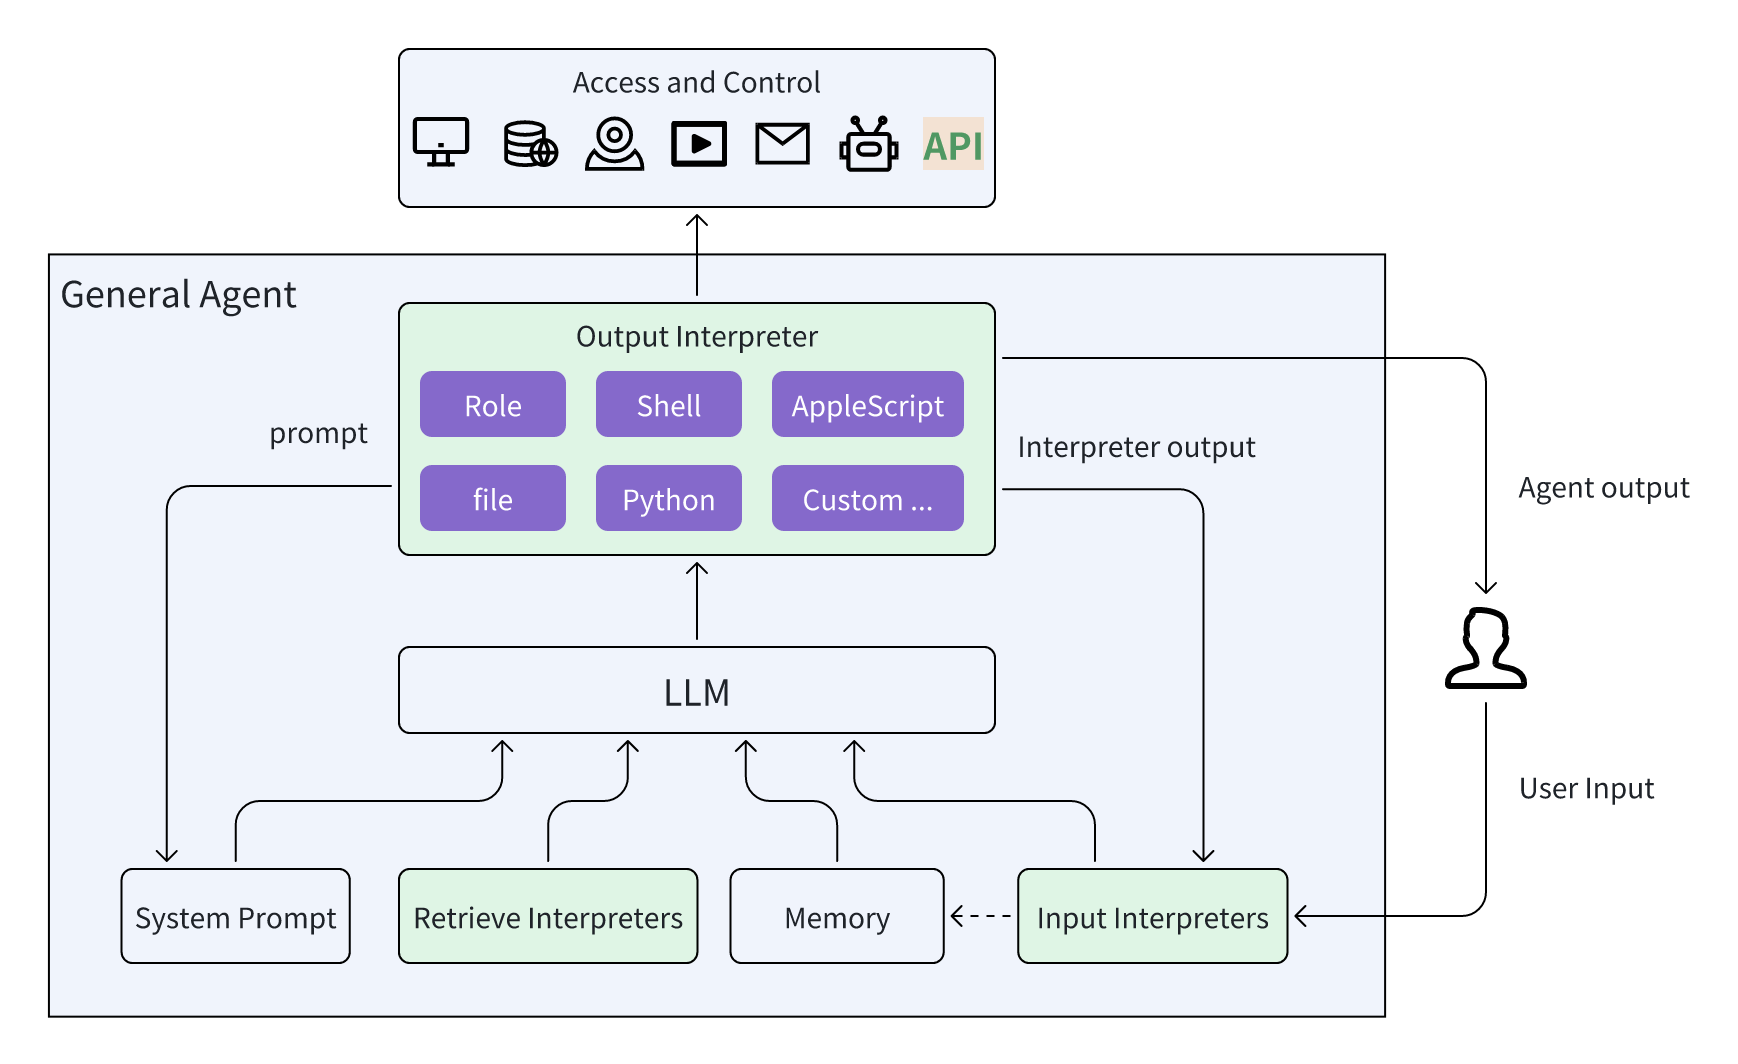 Access and Control
API
General Agent
Output Interpreter
Role
Shell
AppleScript
file
Python
Custom ...
prompt
Interpreter output
Agent output
LLM
User Input
System Prompt
Retrieve Interpreters
Memory
Input Interpreters